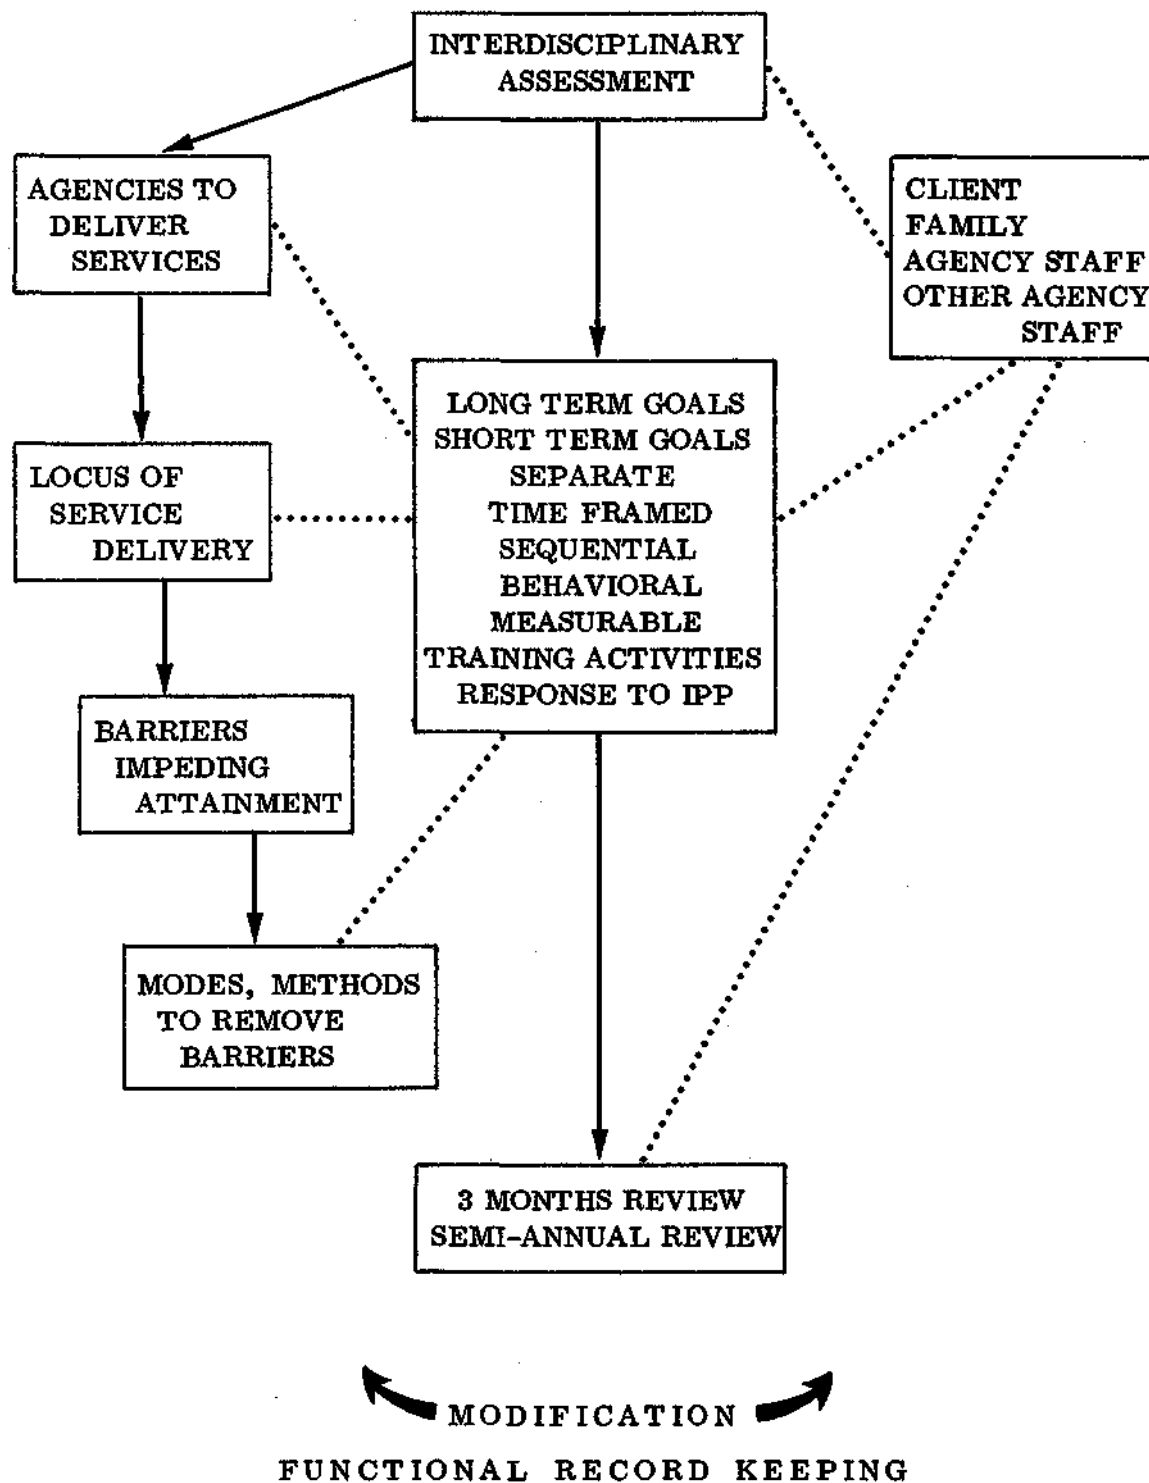 INTERDISCIPLINARY
ASSESSMENT
AGENCIES TO
DELIVER
SERVICES
CLIENT
FAMILY
AGENCY STAFF
OTHER AGENCY
STAFF
LONG TERM GOALS
SHORT TERM GOALS
SEPARATE
TIME FRAMED
SEQUENTIAL
BEHAVIORAL
MEASURABLE
TRAINING ACTIVITIES
RESPONSE TO IPP
LOCUS OF
SERVICE
DELIVERY
BARRIERS
IMPEDING
ATTAINMENT
MODES, METHODS
TO REMOVE
BARRIERS
3 MONTHS REVIEW
SEMI-ANNUAL REVIEW
MODIFICATION
FUNCTIONAL RECORD KEEPING